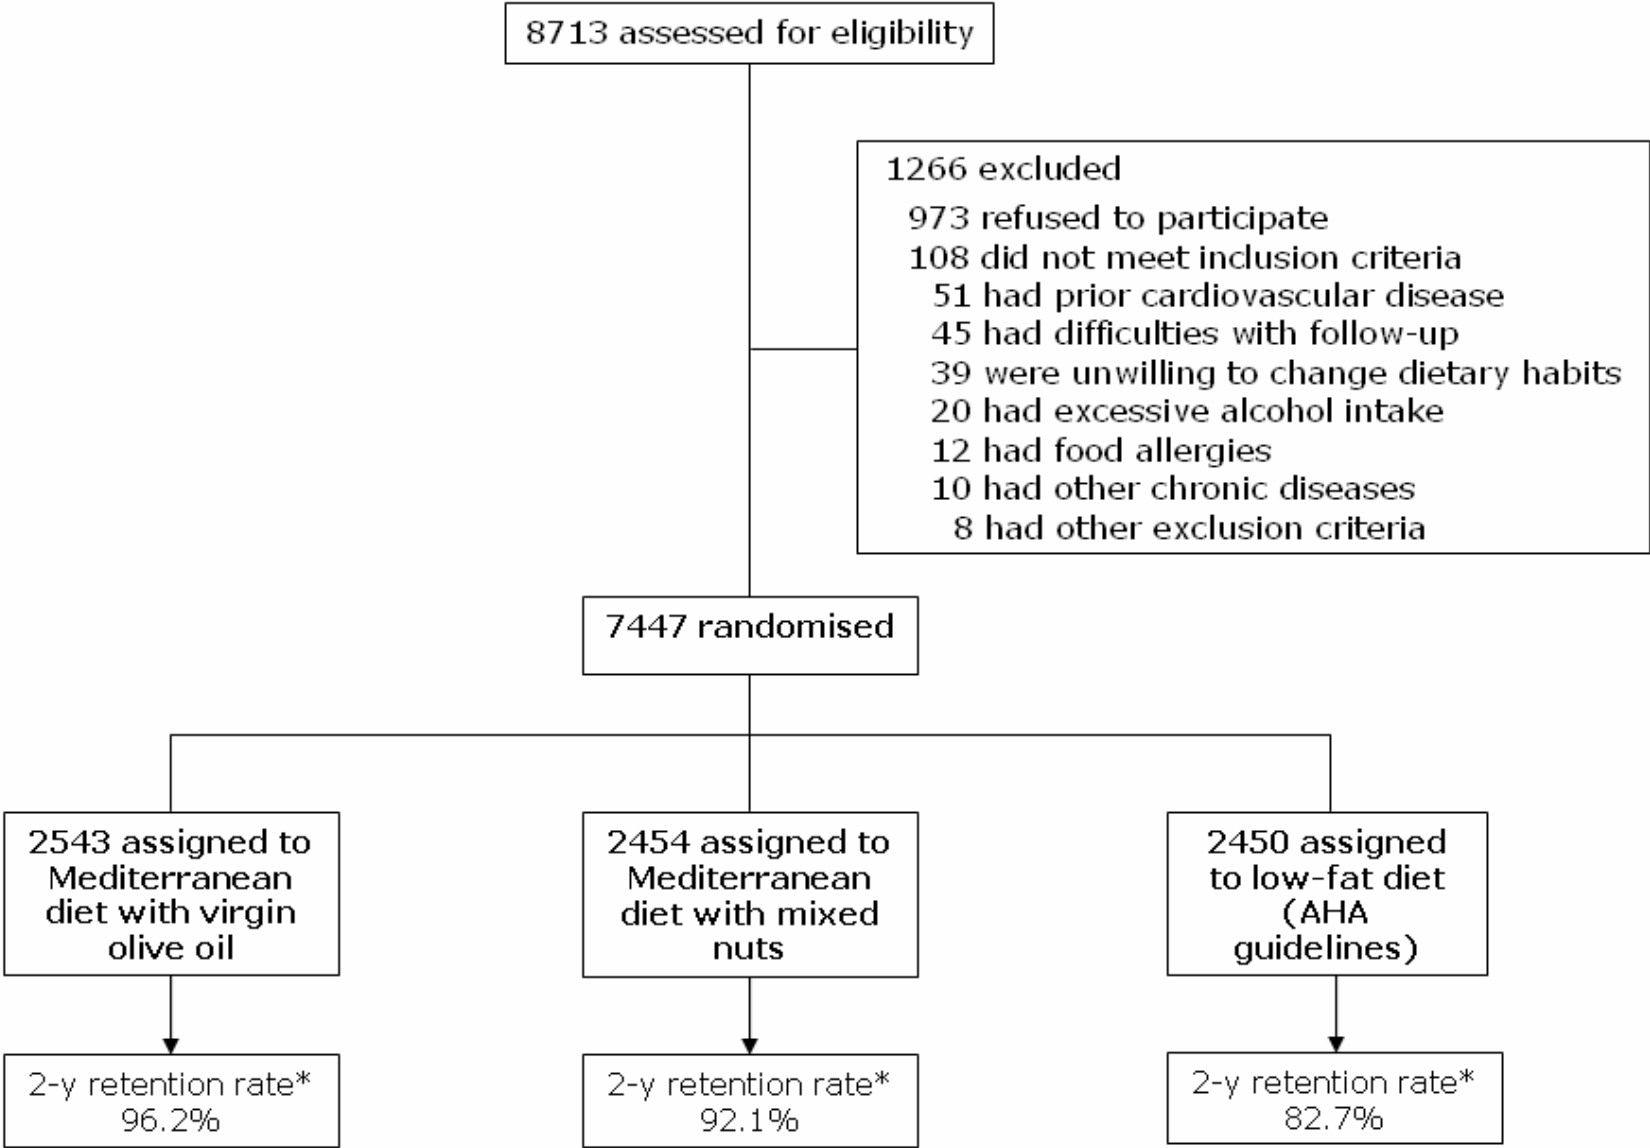 8713 assessed for eligibility
1266 excluded
973 refused to participate
108 did not meet inclusion criteria
51 had prior cardiovascular disease
45 had difficulties with follow-up
39 were unwilling to change dietary habits
20 had excessive alcohol intake
12 had food allergies
10 had other chronic diseases
8 had other exclusion criteria
7447 randomised
2543 assigned to
Mediterranean
diet with virgin
olive oil
2454 assigned to
Mediterranean
diet with mixed
nuts
2450 assigned
to low-fat diet
(AHA
guidelines)
2-y retention rate*
96.2%
2-y retention rate*
92.1%
2-y retention rate*
82.7%